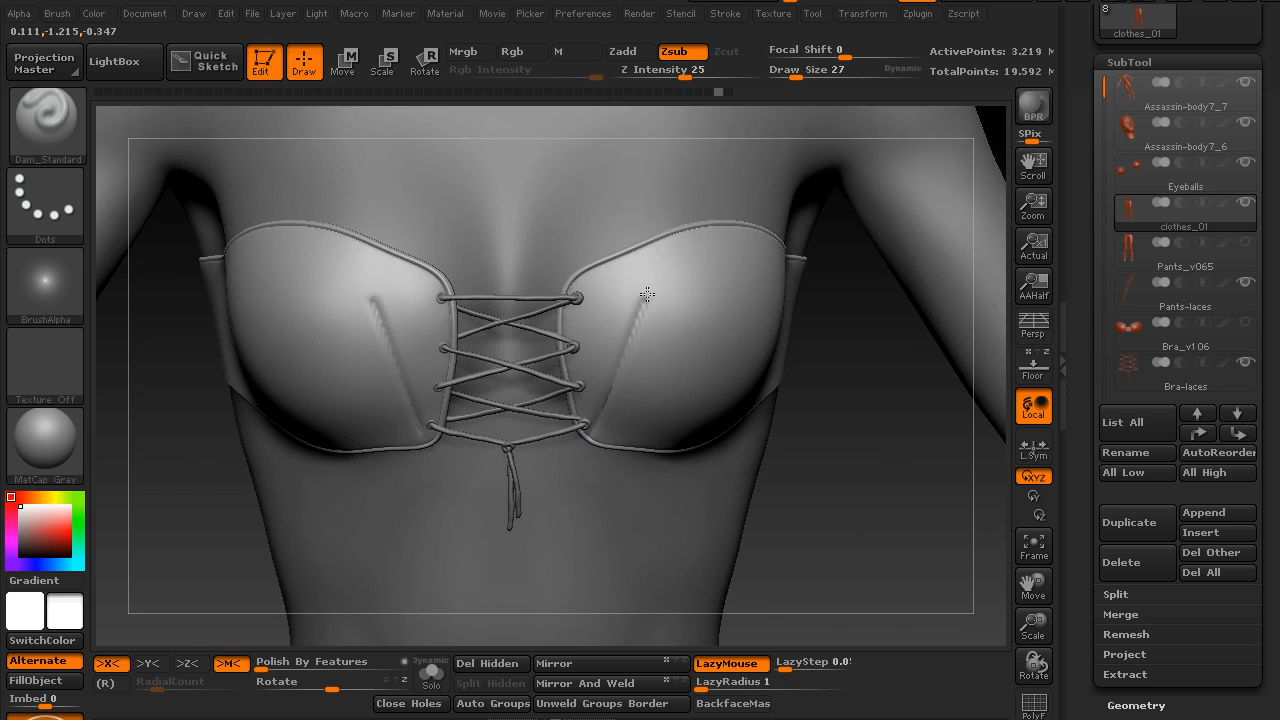 Alpha Brush Color Document Draw Edit File Layer Light Macro Marker Material Movie Picker Preferences Render Stencil Stroke Texture Tool Transform Zplugin Zscript
0.111,-1.215,-0.347
Projection Master
LightBox
Quick Sketch
Edit
Draw
Move
Scale
Rotate
Mrgb Rgb M Zadd Zsub Zcut
Rgb Intensity
Z Intensity 25
Focal Shift 0
Draw Size 27
Dynamic
ActivePoints: 3.219 M
TotalPoints: 19.592 M
Dam_Standard
Dots
BrushAlpha
Texture Off
MatCap Gray
Gradient
SwitchColor
Alternate
FillObject
Imbed 0
BPR
SPix
Scroll
Zoom
Actual
AAHalf
Persp
Floor
Local
L.Sym
XYZ
Frame
Move
Scale
Rotate
PolyF
8
clothes_01
SubTool
Assassin-body7_7
Assassin-body7_6
Eyeballs
clothes_01
Pants_v065
Pants-laces
Bra_v106
Bra-laces
List All
Rename AutoReorder
All Low All High
Duplicate
Append
Insert
Delete
Del Other
Del All
Split
Merge
Remesh
Project
Extract
Geometry
>X< >Y< >Z< >M<
(R) RadialCount
Polish By Features
Rotate
Dynamic
Solo
Del Hidden
Split Hidden
Close Holes
Auto Groups
Mirror
Mirror And Weld
Unweld Groups Border
LazyMouse
LazyRadius 1
BackfaceMas
LazyStep 0.0